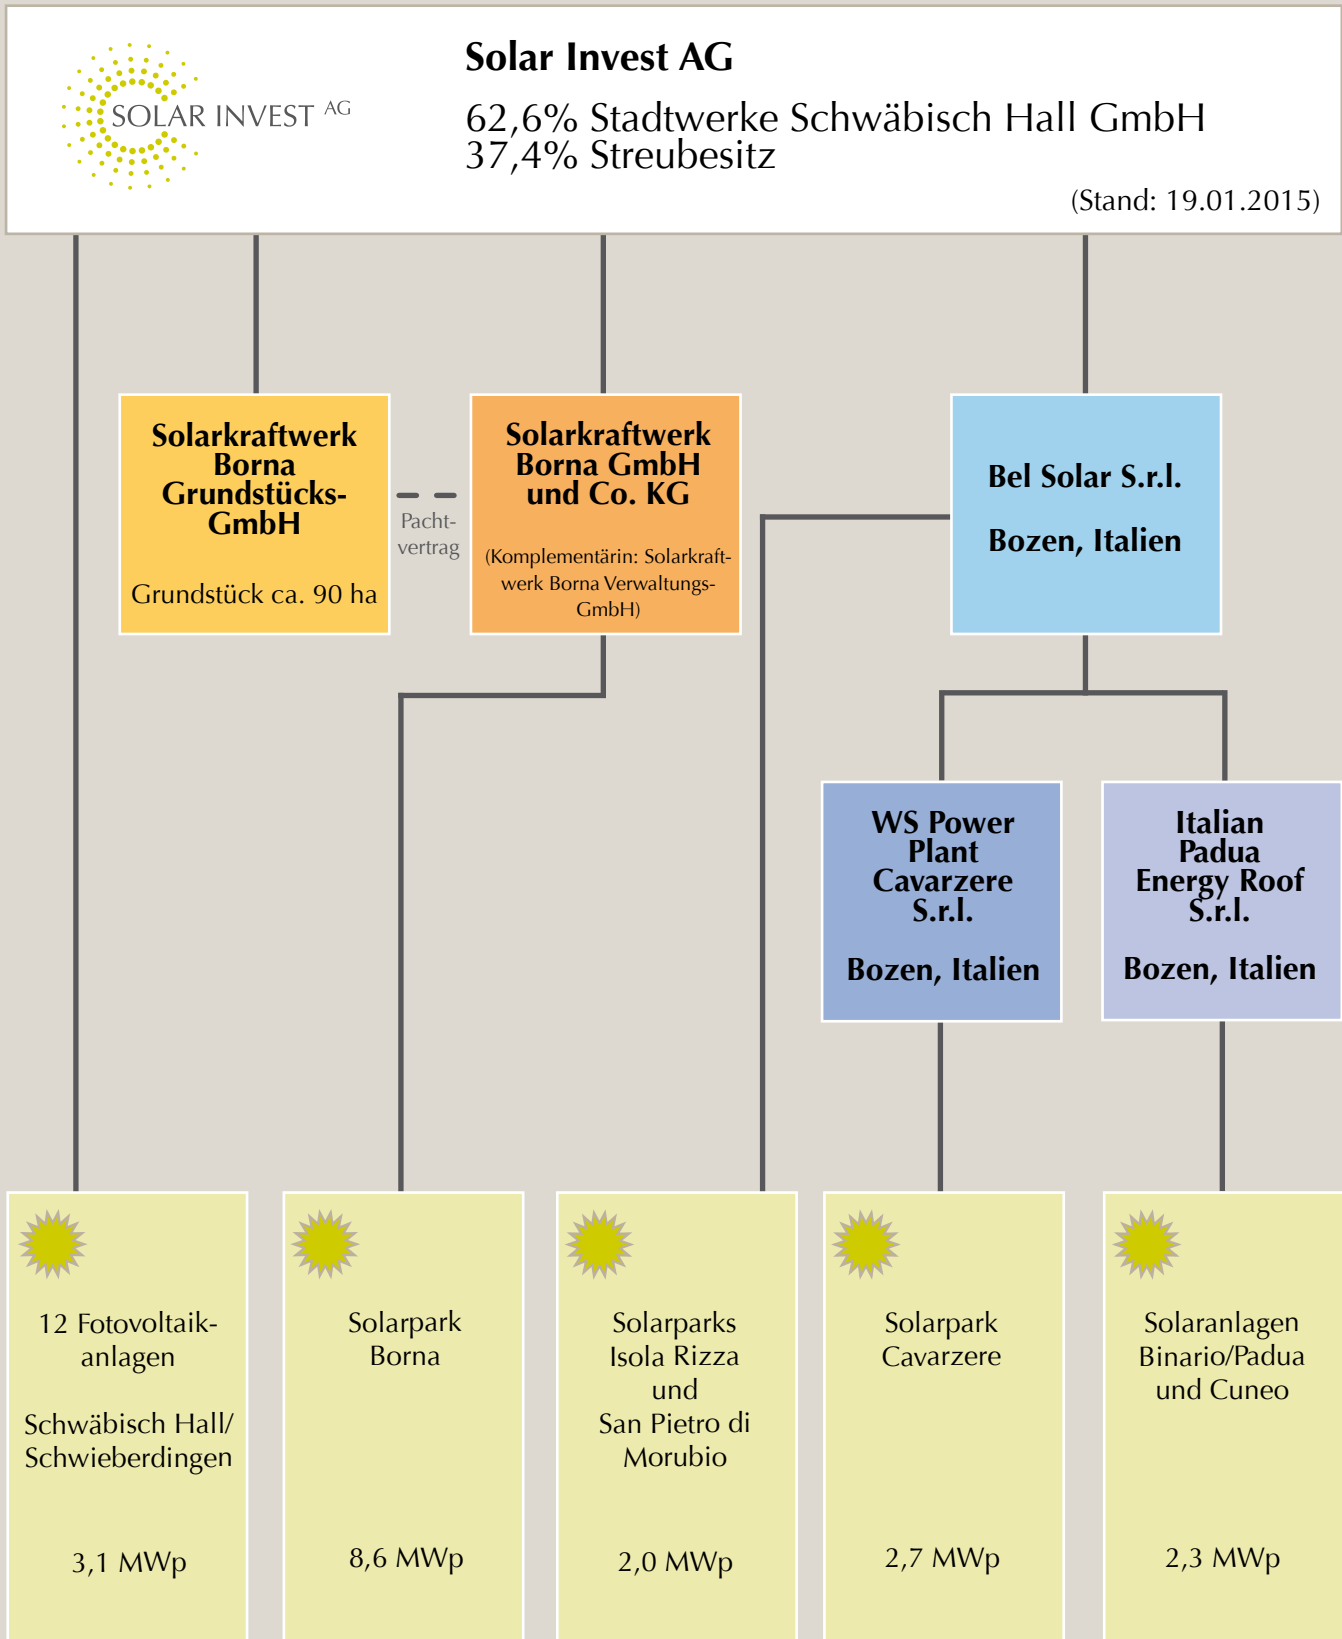 SOLAR INVEST AG
Solar Invest AG
62,6% Stadtwerke Schwäbisch Hall GmbH
37,4% Streubesitz
(Stand: 19.01.2015)
Solarkraftwerk
Borna
Grundstücks-
GmbH
Grundstück ca. 90 ha
Pacht-
vertrag
Solarkraftwerk
Borna GmbH
und Co. KG
(Komplementärin: Solarkraft-
werk Borna Verwaltungs-
GmbH)
Bel Solar S.r.l.
Bozen, Italien
WS Power
Plant
Cavarzere
S.r.l.
Bozen, Italien
Italian
Padua
Energy Roof
S.r.l.
Bozen, Italien
12 Fotovoltaik-
anlagen
Schwäbisch Hall/
Schwieberdingen
3,1 MWp
Solarpark
Borna
8,6 MWp
Solarparks
Isola Rizza
und
San Pietro di
Morubio
2,0 MWp
Solarpark
Cavarzere
2,7 MWp
Solaranlagen
Binario/Padua
und Cuneo
2,3 MWp